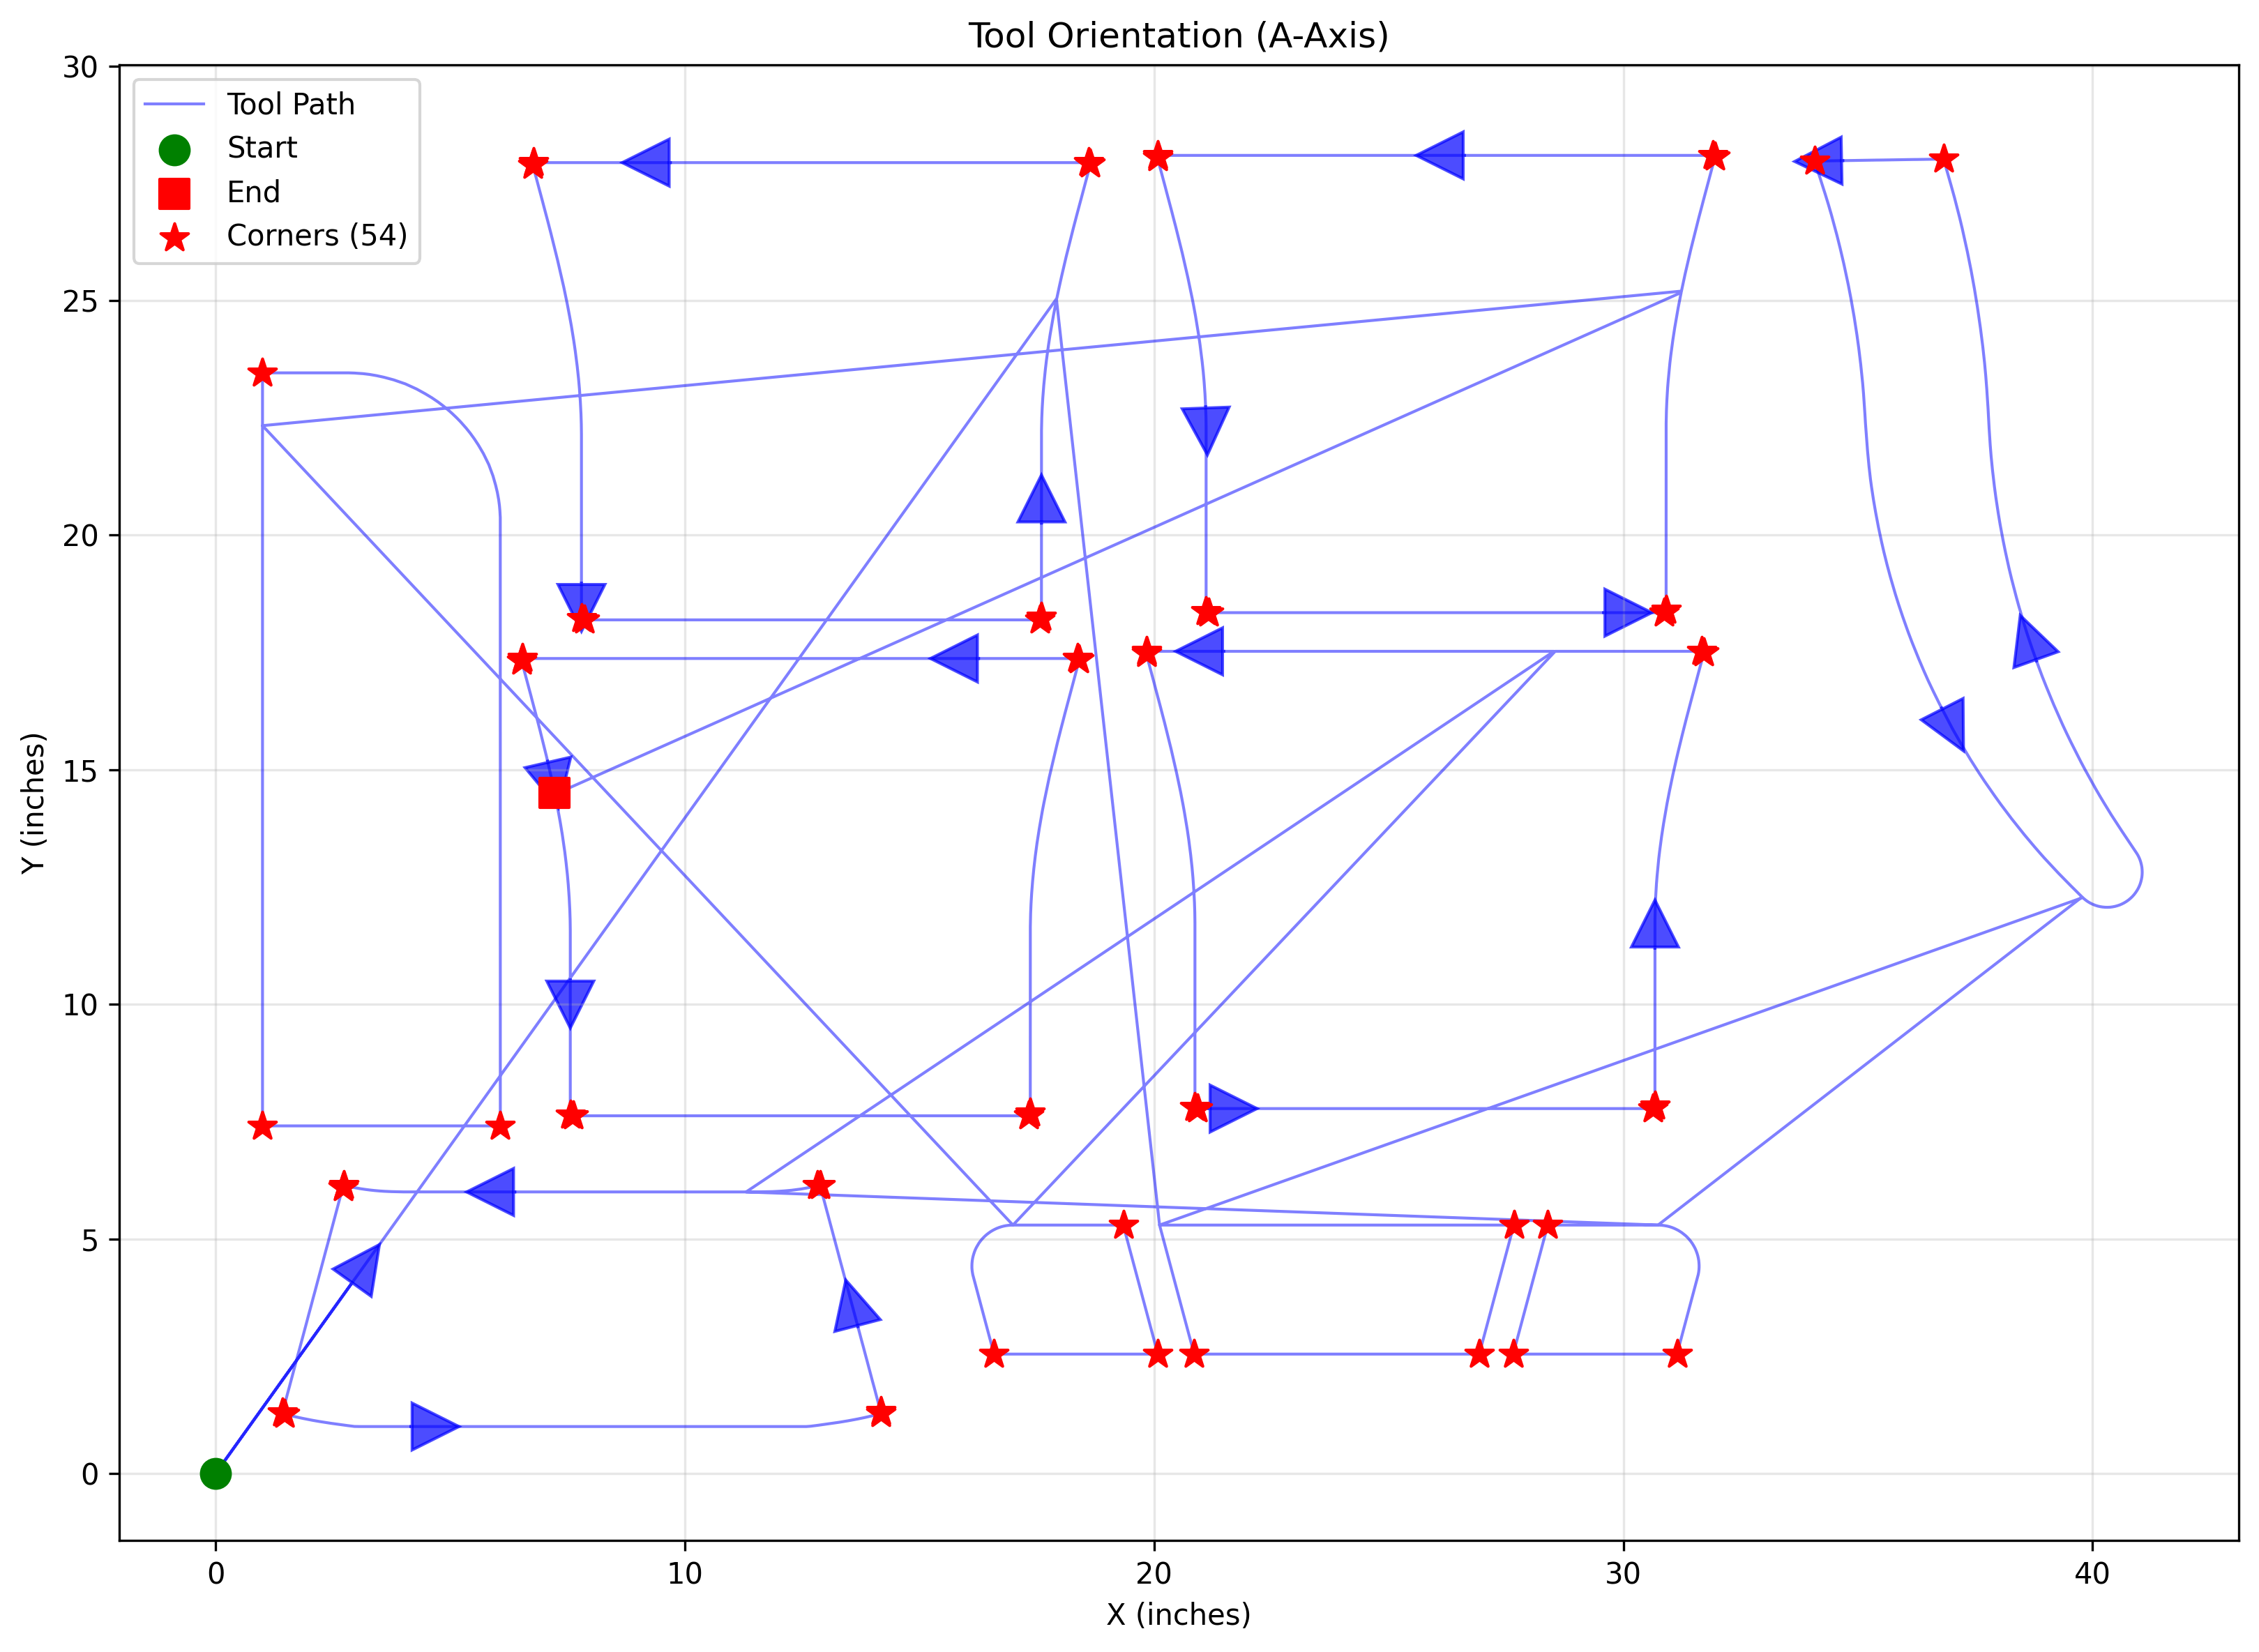 Tool Orientation (A-Axis)
Tool Path
Start
End
Corners (54)
30
25
20
15
10
5
0
Y (inches)
0
10
20
30
40
X (inches)